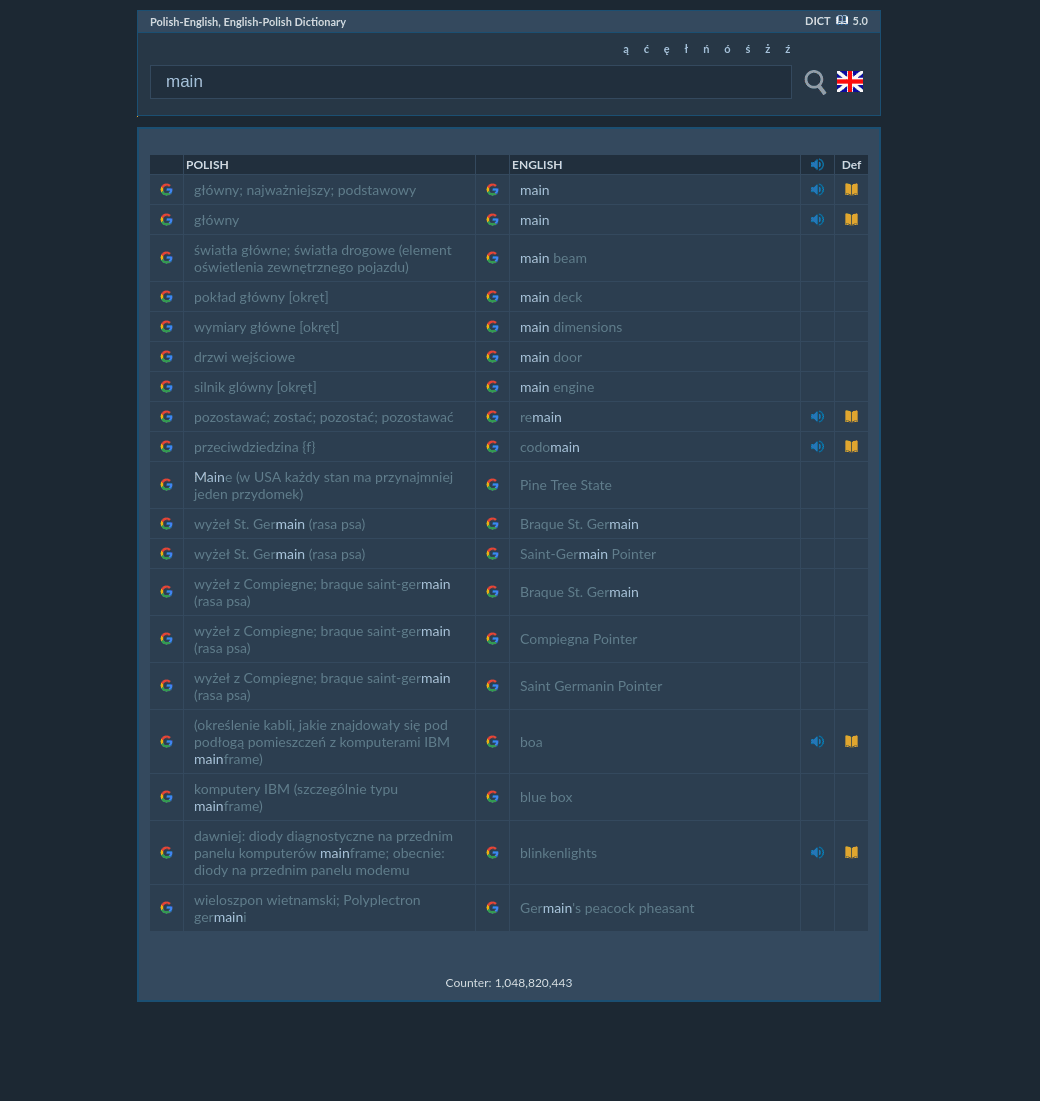 Polish-English, English-Polish Dictionary DICT 5.0
ą ć ę ł ń ó ś ż ź
main
POLISH ENGLISH Def
główny; najważniejszy; podstawowy main
główny main
światła główne; światła drogowe (element
oświetlenia zewnętrznego pojazdu) main beam
pokład główny [okręt] main deck
wymiary główne [okręt] main dimensions
drzwi wejściowe main door
silnik glówny [okręt] main engine
pozostawać; zostać; pozostać; pozostawać remain
przeciwdziedzina {f} codomain
Maine (w USA każdy stan ma przynajmniej
jeden przydomek) Pine Tree State
wyżeł St. Germain (rasa psa) Braque St. Germain
wyżeł St. Germain (rasa psa) Saint-Germain Pointer
wyżeł z Compiegne; braque saint-germain
(rasa psa) Braque St. Germain
wyżeł z Compiegne; braque saint-germain
(rasa psa) Compiegna Pointer
wyżeł z Compiegne; braque saint-germain
(rasa psa) Saint Germanin Pointer
(określenie kabli, jakie znajdowały się pod
podłogą pomieszczeń z komputerami IBM
mainframe) boa
komputery IBM (szczególnie typu
mainframe) blue box
dawniej: diody diagnostyczne na przednim
panelu komputerów mainframe; obecnie:
diody na przednim panelu modemu blinkenlights
wieloszpon wietnamski; Polyplectron
germaini Germain's peacock pheasant
Counter: 1,048,820,443